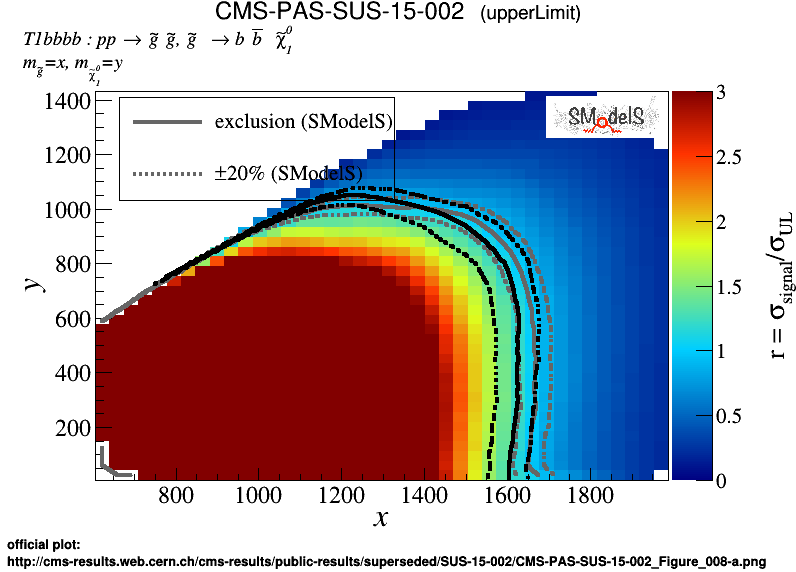 CMS-PAS-SUS-15-002 (upperLimit)
T1bbbb : pp → g̃ g̃, g̃ → b b̅ χ̃₁⁰
m_g̃=x, m_χ̃₁⁰=y
exclusion (SModelS)
±20% (SModelS)
SModelS
1400
1200
1000
800
600
400
200
y
800 1000 1200 1400 1600 1800
x
3
2.5
2
1.5
1
0.5
0
r = σ_signal/σ_UL
official plot:
http://cms-results.web.cern.ch/cms-results/public-results/superseded/SUS-15-002/CMS-PAS-SUS-15-002_Figure_008-a.png